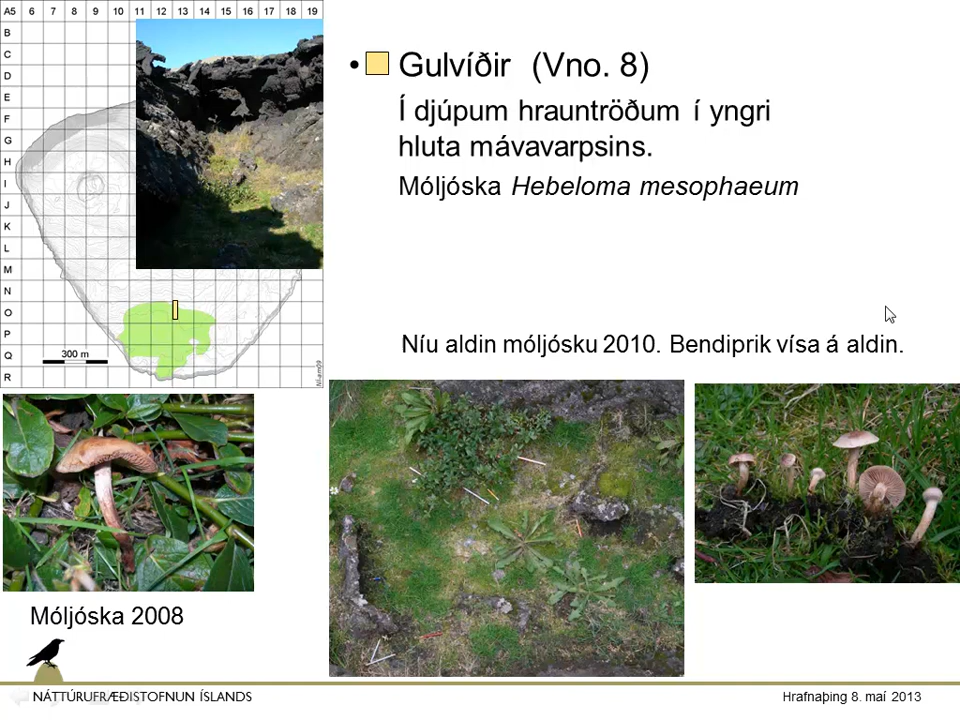 A5 6 7 8 9 10 11 12 13 14 15 16 17 18 19
B
C
D
E
F
G
H
I
J
K
L
M
N
O
P
Q
R
300 m
• Gulvíðir (Vno. 8)
Í djúpum hrauntröðum í yngri
hluta mávavarpsins.
Móljóska Hebeloma mesophaeum
Níu aldin móljósku 2010. Bendiprik vísa á aldin.
Móljóska 2008
NÁTTÚRUFRÆÐISTOFNUN ÍSLANDS
Hrafnaþing 8. maí 2013